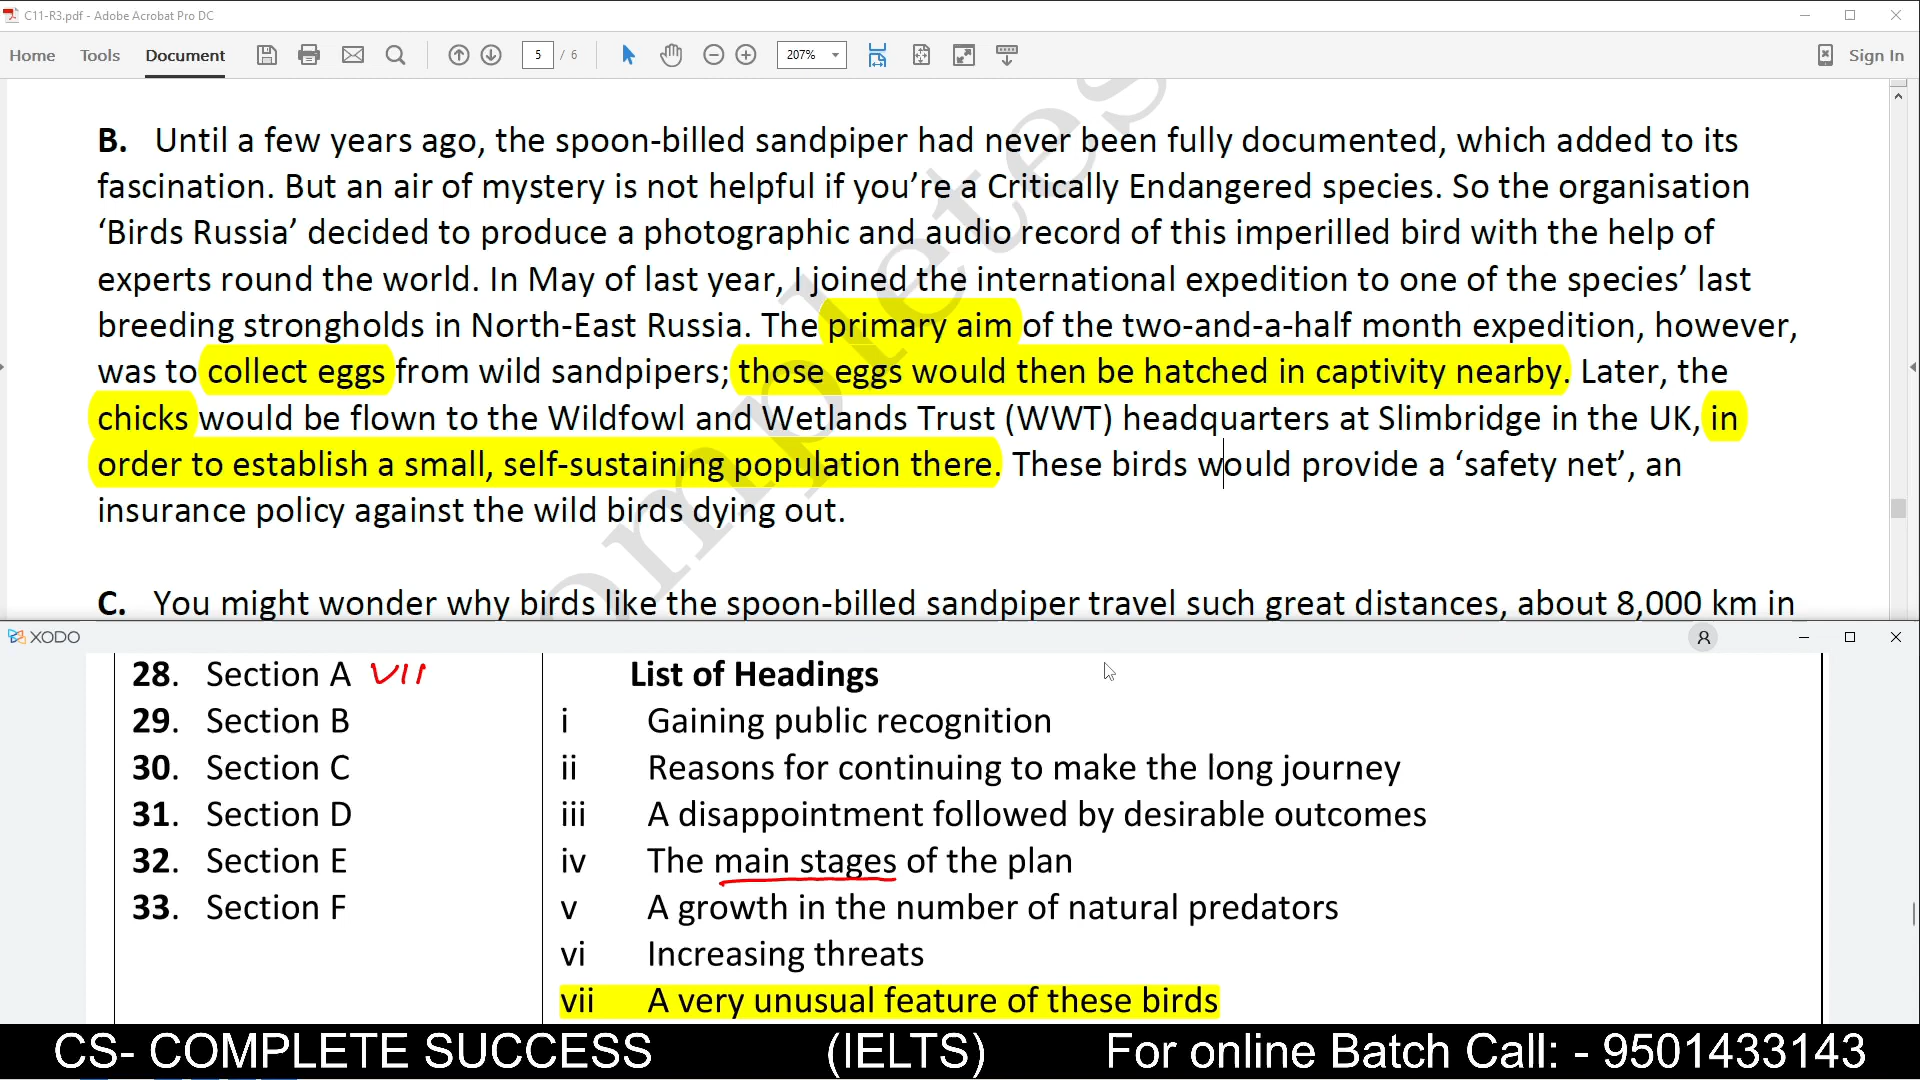 C11-R3.pdf - Adobe Acrobat Pro DC
Home Tools Document 5 / 6 207% Sign In
B. Until a few years ago, the spoon-billed sandpiper had never been fully documented, which added to its
fascination. But an air of mystery is not helpful if you’re a Critically Endangered species. So the organisation
‘Birds Russia’ decided to produce a photographic and audio record of this imperilled bird with the help of
experts round the world. In May of last year, I joined the international expedition to one of the species’ last
breeding strongholds in North-East Russia. The primary aim of the two-and-a-half month expedition, however,
was to collect eggs from wild sandpipers; those eggs would then be hatched in captivity nearby. Later, the
chicks would be flown to the Wildfowl and Wetlands Trust (WWT) headquarters at Slimbridge in the UK, in
order to establish a small, self-sustaining population there. These birds would provide a ‘safety net’, an
insurance policy against the wild birds dying out.
C. You might wonder why birds like the spoon-billed sandpiper travel such great distances, about 8,000 km in
ompletes
XODO
28. Section A VII
29. Section B
30. Section C
31. Section D
32. Section E
33. Section F
List of Headings
i Gaining public recognition
ii Reasons for continuing to make the long journey
iii A disappointment followed by desirable outcomes
iv The main stages of the plan
v A growth in the number of natural predators
vi Increasing threats
vii A very unusual feature of these birds
CS- COMPLETE SUCCESS (IELTS) For online Batch Call: - 9501433143